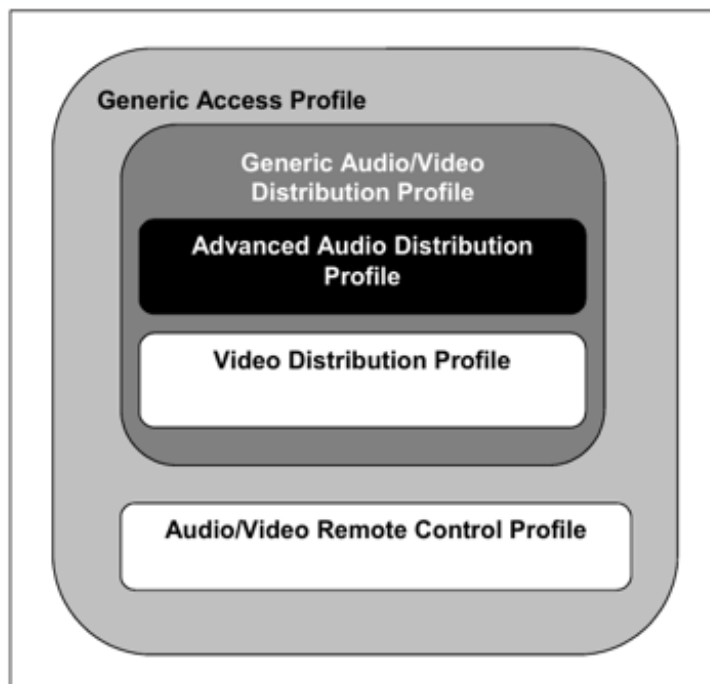 Generic Access Profile
Generic Audio/Video
Distribution Profile
Advanced Audio Distribution
Profile
Video Distribution Profile
Audio/Video Remote Control Profile